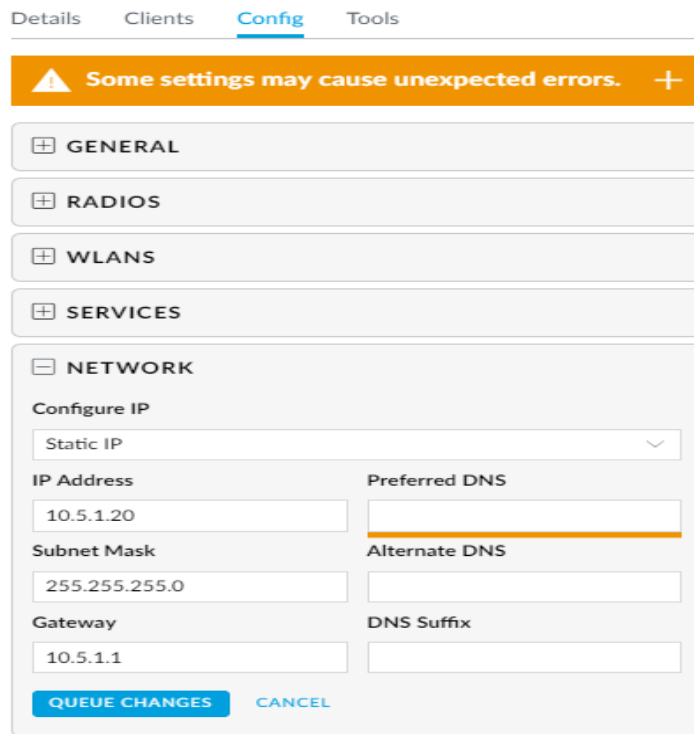 Details Clients Config Tools
Some settings may cause unexpected errors.
GENERAL
RADIOS
WLANS
SERVICES
NETWORK
Configure IP
Static IP
IP Address Preferred DNS
10.5.1.20
Subnet Mask Alternate DNS
255.255.255.0
Gateway DNS Suffix
10.5.1.1
QUEUE CHANGES CANCEL